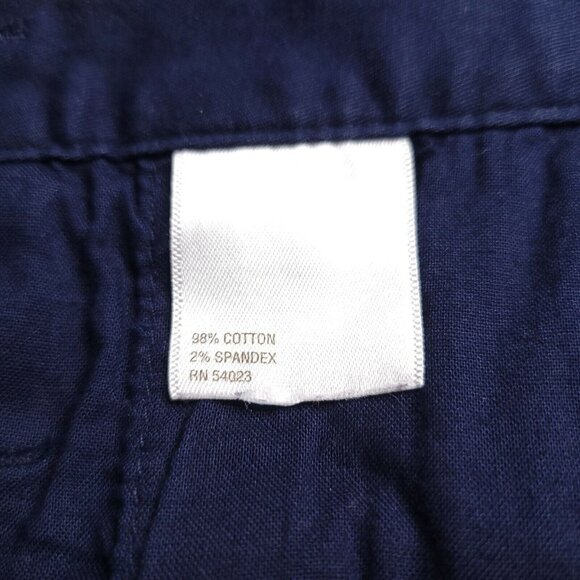 98% COTTON
2% SPANDEX
RN 54023